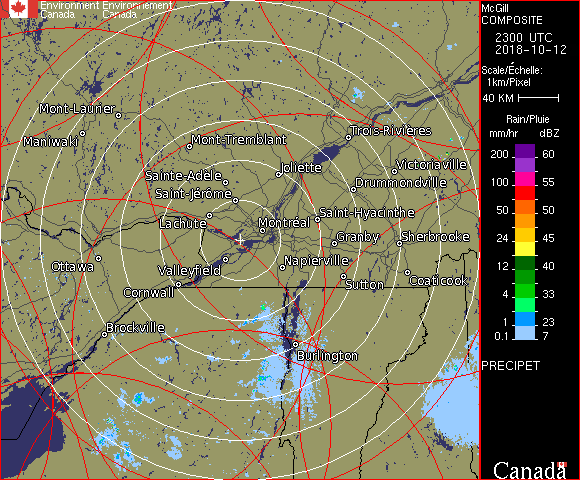 Environment Environnement
Canada Canada
McGill
COMPOSITE
2300 UTC
2018-10-12
Scale/Échelle:
1km/Pixel
40 KM
Rain/Pluie
mm/hr dBZ
200 60
155
100 55
50 50
24 45
12 40
4 33
1 23
0.1 7
PRECIPET
Canada
Mont-Laurier
Maniwaki
Mont-Tremblant
Trois-Rivières
Joliette
Victoriaville
Sainte-Adèle
Drummondville
Saint-Jérôme
Saint-Hyacinthe
Lachute
Montréal
Granby
Sherbrooke
Ottawa
Valleyfield
Napierville
Cornwall
Sutton
Coaticook
Brockville
Burlington